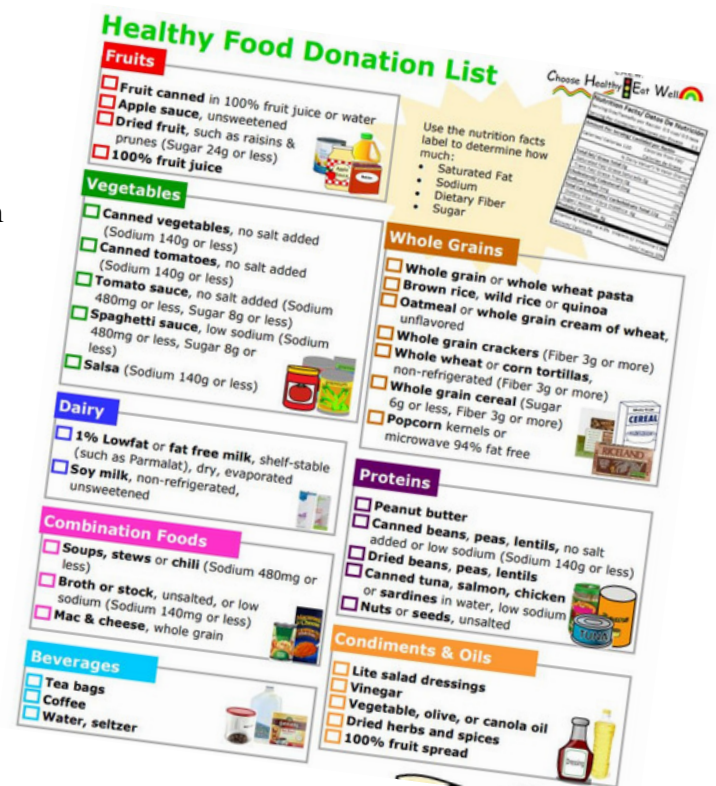 Healthy Food Donation List
Choose Healthy Eat Well
Fruits
Fruit canned in 100% fruit juice or water
Apple sauce, unsweetened
Dried fruit, such as raisins &
prunes (Sugar 24g or less)
100% fruit juice
Use the nutrition facts
label to determine how
much:
• Saturated Fat
• Sodium
• Dietary Fiber
• Sugar
Nutrition Facts/ Datos De Nutricion
Vegetables
Canned vegetables, no salt added
(Sodium 140g or less)
Canned tomatoes, no salt added
(Sodium 140g or less)
Tomato sauce, no salt added (Sodium
480mg or less, Sugar 8g or less)
Spaghetti sauce, low sodium (Sodium
480mg or less, Sugar 8g or
less)
Salsa (Sodium 140g or less)
Whole Grains
Whole grain or whole wheat pasta
Brown rice, wild rice or quinoa
Oatmeal or whole grain cream of wheat,
unflavored
Whole grain crackers (Fiber 3g or more)
Whole wheat or corn tortillas,
non-refrigerated (Fiber 3g or more)
Whole grain cereal (Sugar
6g or less, Fiber 3g or more)
Popcorn kernels or
microwave 94% fat free
CEREAL
RICELAND
Dairy
1% Lowfat or fat free milk, shelf-stable
(such as Parmalat), dry, evaporated
Soy milk, non-refrigerated,
unsweetened
Proteins
Peanut butter
Canned beans, peas, lentils, no salt
added or low sodium (Sodium 140g or less)
Dried beans, peas, lentils
Canned tuna, salmon, chicken
or sardines in water, low sodium
Nuts or seeds, unsalted
TUNA
Combination Foods
Soups, stews or chili (Sodium 480mg or
less)
Broth or stock, unsalted, or low
sodium (Sodium 140mg or less)
Mac & cheese, whole grain
Condiments & Oils
Lite salad dressings
Vinegar
Vegetable, olive, or canola oil
Dried herbs and spices
100% fruit spread
Dressing
Beverages
Tea bags
Coffee
Water, seltzer